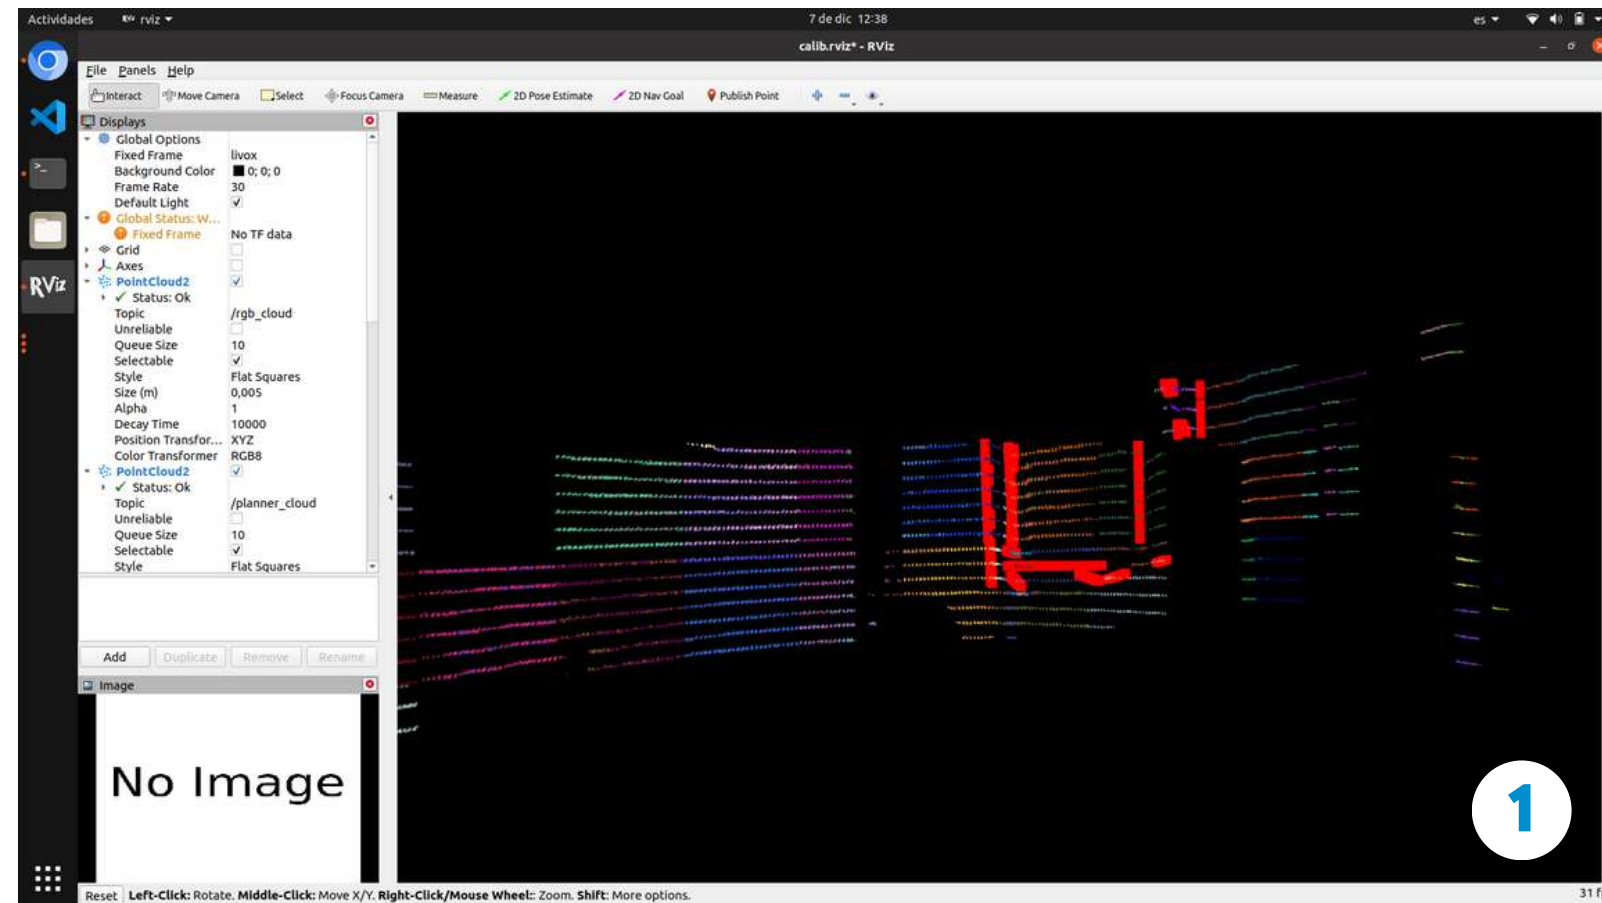 Actividades rviz 7 de dic 12:38 es
calib.rviz* - RViz
File Panels Help
Interact Move Camera Select Focus Camera Measure 2D Pose Estimate 2D Nav Goal Publish Point
Displays
Global Options
Fixed Frame livox
Background Color 0; 0; 0
Frame Rate 30
Default Light
Global Status: W...
Fixed Frame No TF data
Grid
Axes
RViz
PointCloud2
Status: Ok
Topic /rgb_cloud
Unreliable
Queue Size 10
Selectable
Style Flat Squares
Size (m) 0,005
Alpha 1
Decay Time 10000
Position Transfor... XYZ
Color Transformer RGB8
PointCloud2
Status: Ok
Topic /planner_cloud
Unreliable
Queue Size 10
Selectable
Style Flat Squares
Add Duplicate Remove Rename
Image
No Image
1
Reset Left-Click: Rotate. Middle-Click: Move X/Y. Right-Click/Mouse Wheel:: Zoom. Shift: More options. 31 f